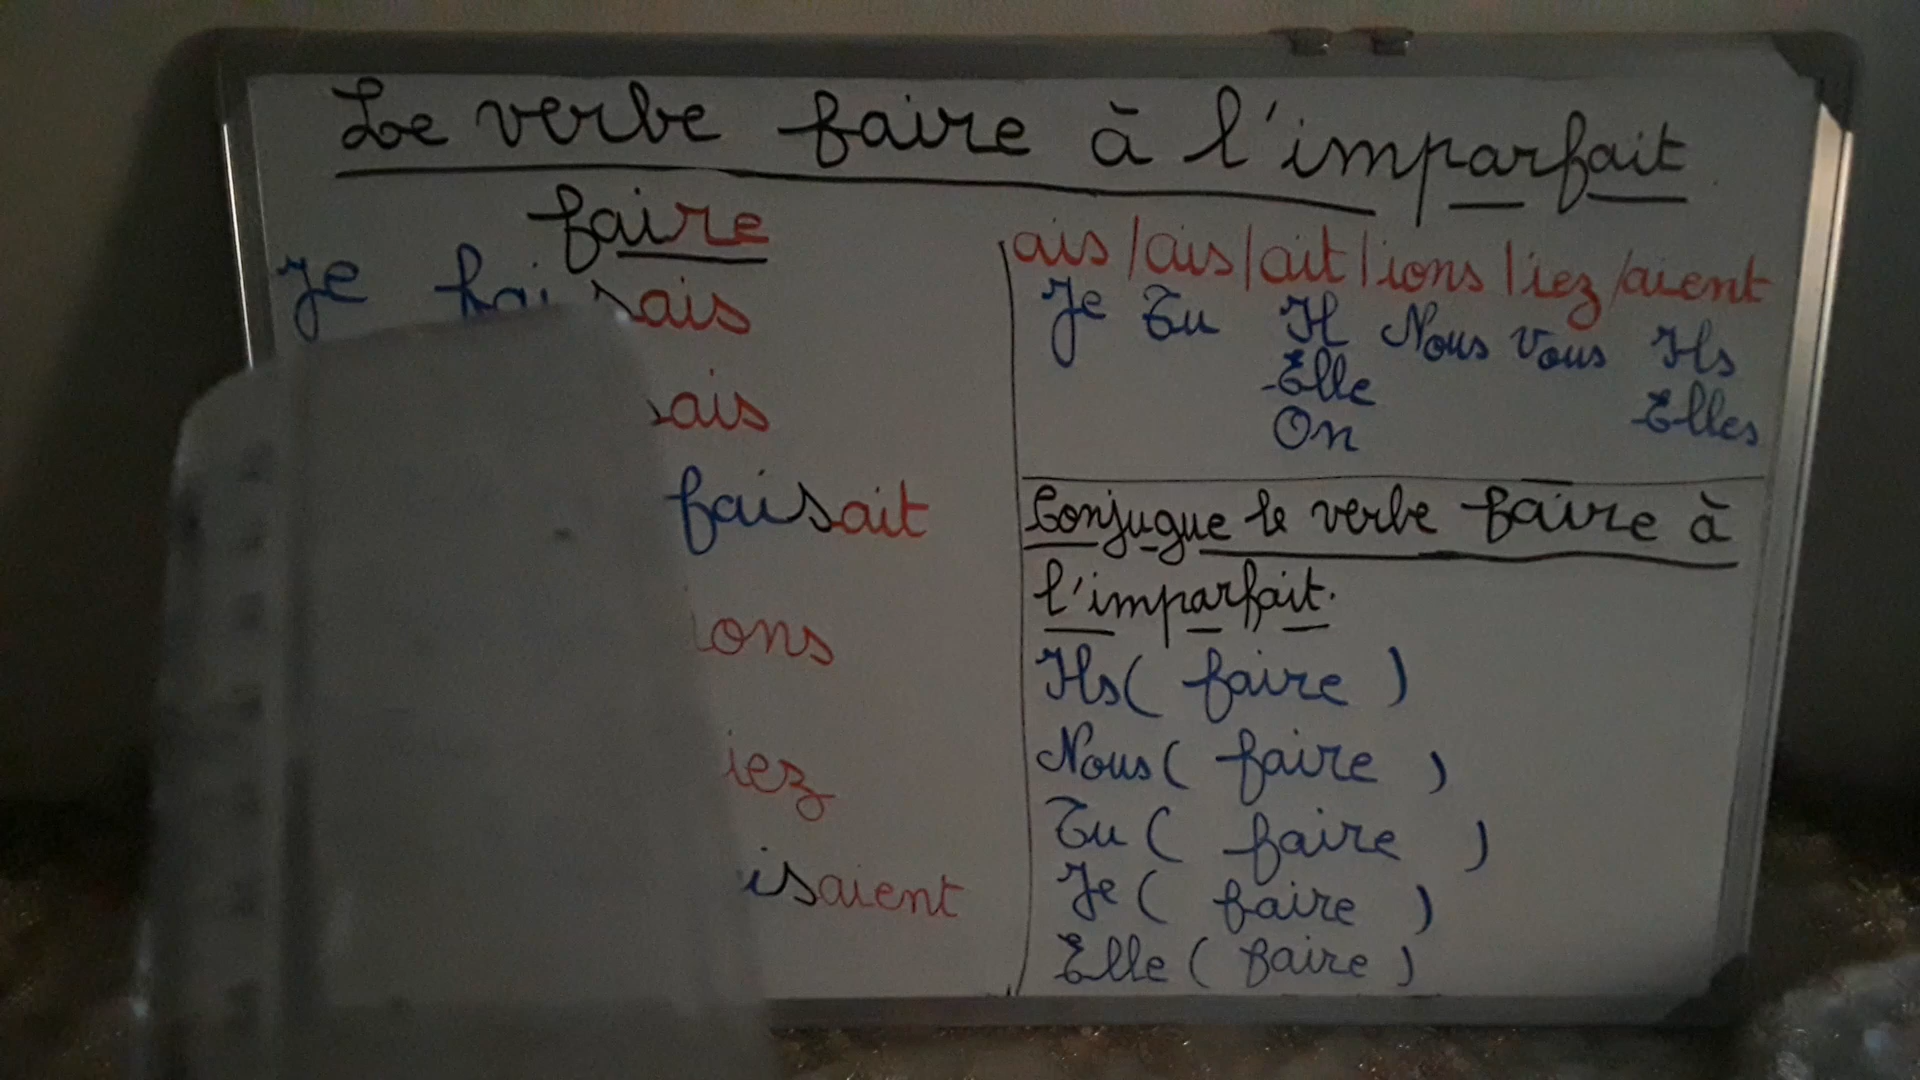 Le verbe faire à l'imparfait
faire
Je faisais
ais
faisait
ions
iez
isaient
ais/ais/ait/ions/iez/aient
Je Tu Il Nous Vous Ils
Elle Elles
On
Conjugue le verbe faire à
l'imparfait.
Ils ( faire )
Nous ( faire )
Tu ( faire )
Je ( faire )
Elle ( faire )